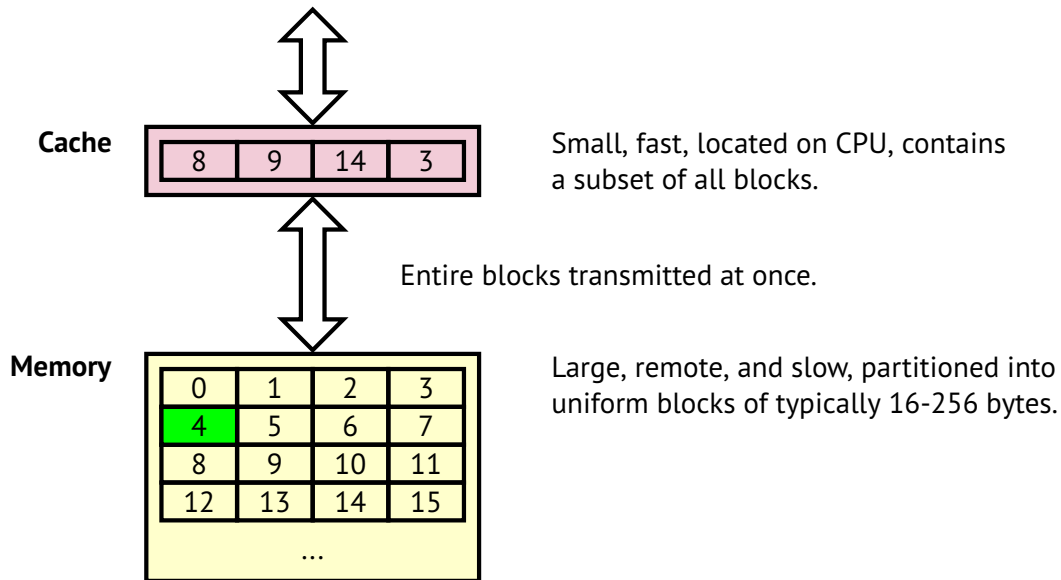 Cache
8 9 14 3
Small, fast, located on CPU, contains
a subset of all blocks.
Entire blocks transmitted at once.
Memory
0 1 2 3
4 5 6 7
8 9 10 11
12 13 14 15
...
Large, remote, and slow, partitioned into
uniform blocks of typically 16-256 bytes.